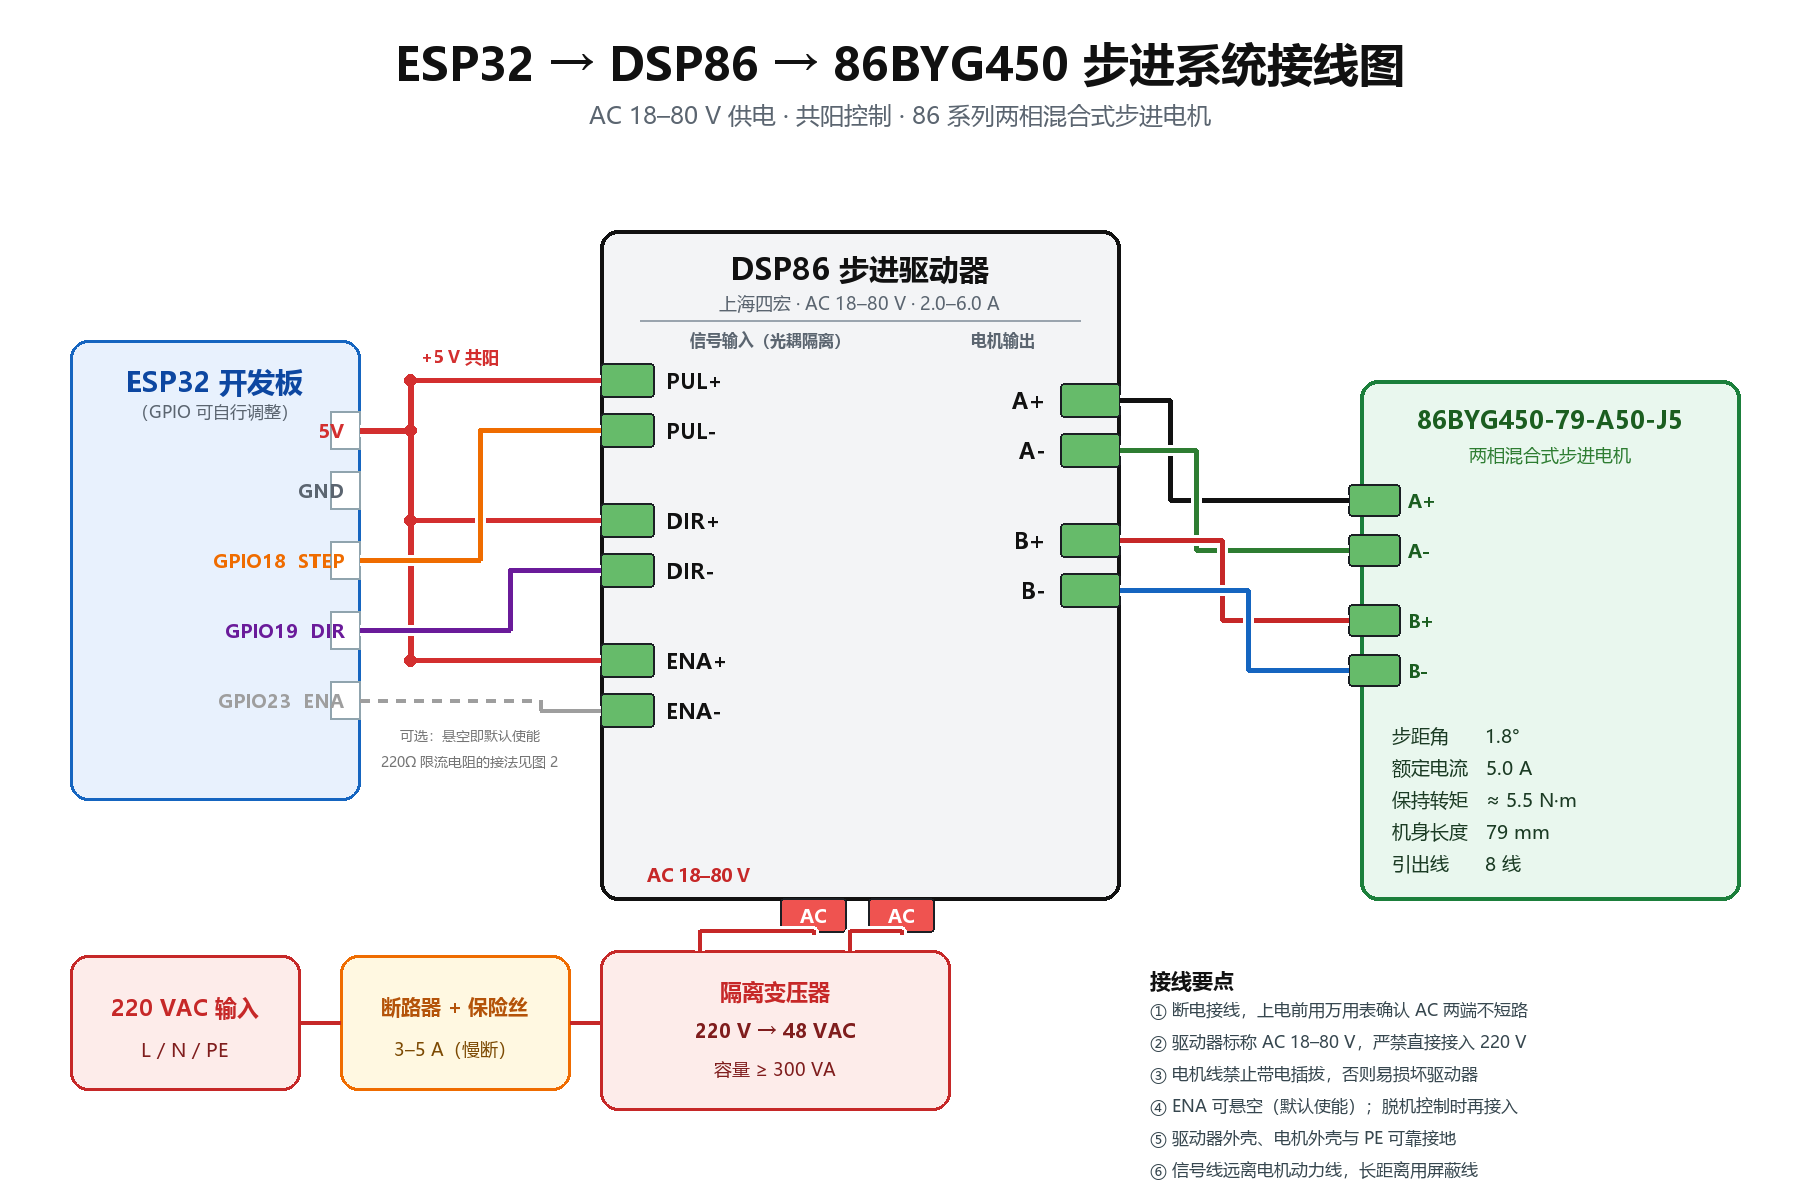 ESP32 → DSP86 → 86BYG450 步进系统接线图
AC 18–80 V 供电 · 共阳控制 · 86 系列两相混合式步进电机
DSP86 步进驱动器
上海四宏 · AC 18–80 V · 2.0–6.0 A
信号输入（光耦隔离）
电机输出
ESP32 开发板
（GPIO 可自行调整）
5V
GND
GPIO18 STEP
GPIO19 DIR
GPIO23 ENA
+5 V 共阳
可选：悬空即默认使能
220Ω 限流电阻的接法见图 2
PUL+
PUL-
DIR+
DIR-
ENA+
ENA-
A+
A-
B+
B-
AC 18–80 V
AC
AC
86BYG450-79-A50-J5
两相混合式步进电机
A+
A-
B+
B-
步距角 1.8°
额定电流 5.0 A
保持转矩 ≈ 5.5 N·m
机身长度 79 mm
引出线 8 线
220 VAC 输入
L / N / PE
断路器 + 保险丝
3–5 A（慢断）
隔离变压器
220 V → 48 VAC
容量 ≥ 300 VA
接线要点
① 断电接线，上电前用万用表确认 AC 两端不短路
② 驱动器标称 AC 18–80 V，严禁直接接入 220 V
③ 电机线禁止带电插拔，否则易损坏驱动器
④ ENA 可悬空（默认使能）；脱机控制时再接入
⑤ 驱动器外壳、电机外壳与 PE 可靠接地
⑥ 信号线远离电机动力线，长距离用屏蔽线